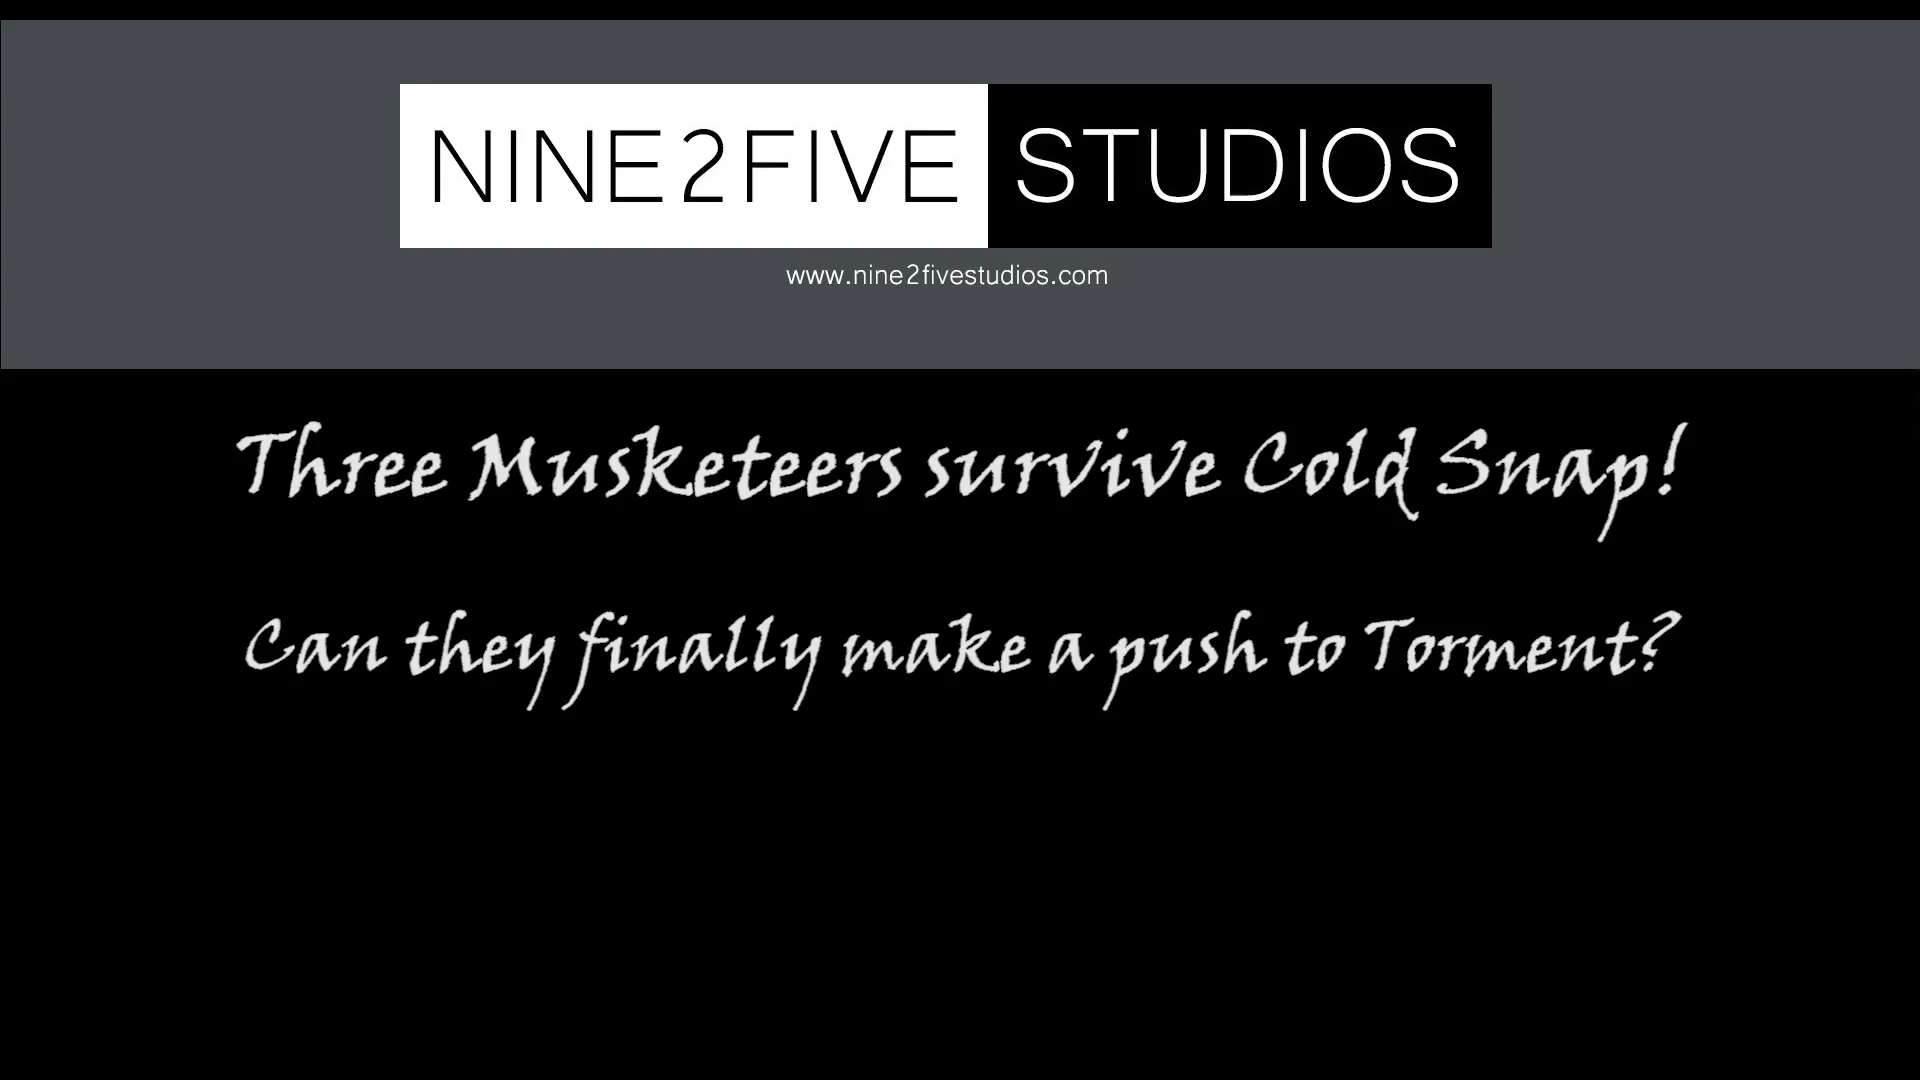 NINE2FIVE STUDIOS
www.nine2fivestudios.com
Three Musketeers survive Cold Snap!
Can they finally make a push to Torment?